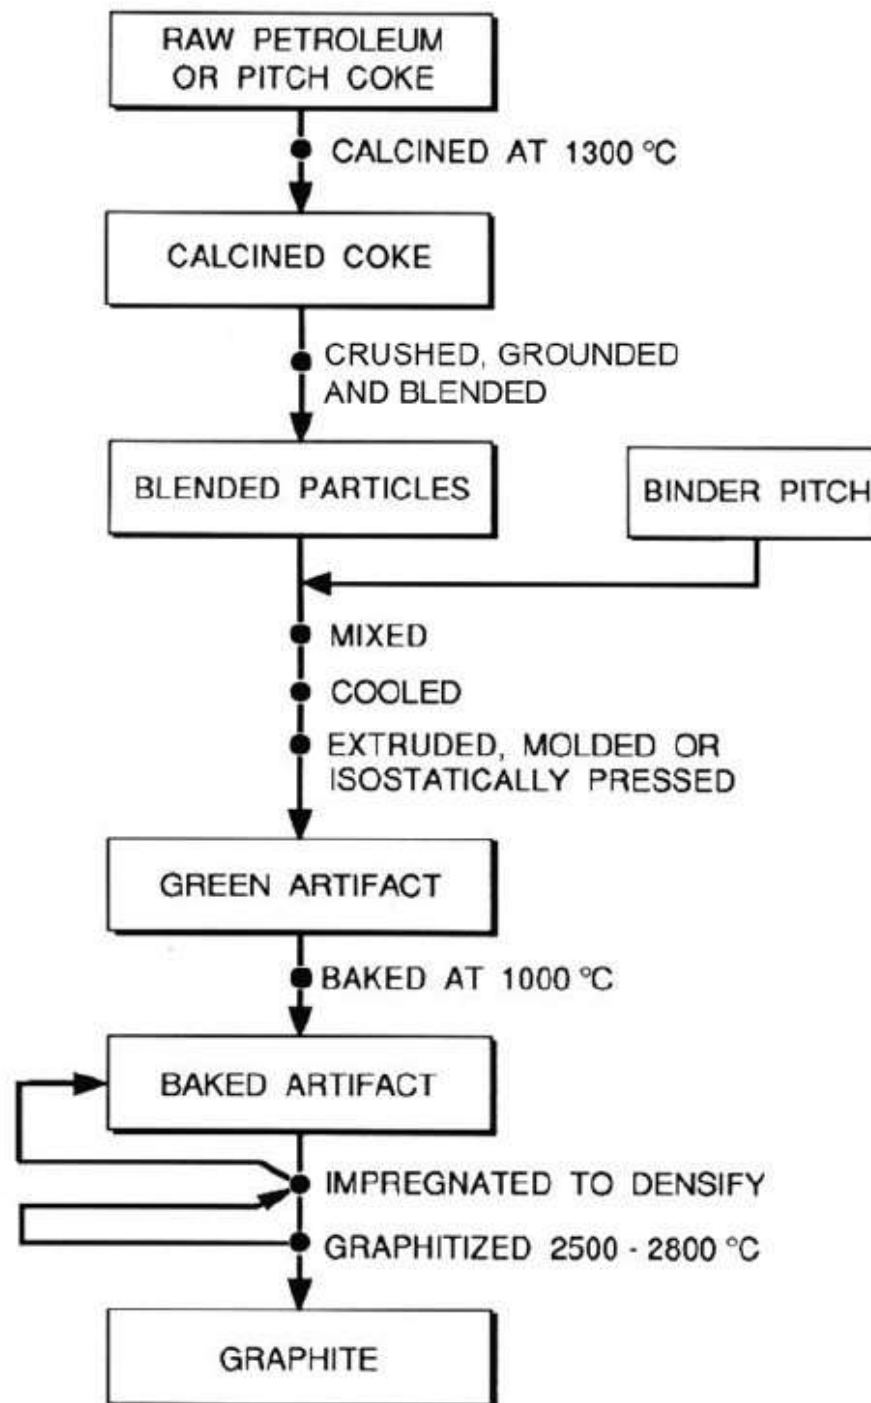 RAW PETROLEUM
OR PITCH COKE
CALCINED AT 1300 °C
CALCINED COKE
CRUSHED, GROUNDED
AND BLENDED
BLENDED PARTICLES
BINDER PITCH
MIXED
COOLED
EXTRUDED, MOLDED OR
ISOSTATICALLY PRESSED
GREEN ARTIFACT
BAKED AT 1000 °C
BAKED ARTIFACT
IMPREGNATED TO DENSIFY
GRAPHITIZED 2500 - 2800 °C
GRAPHITE